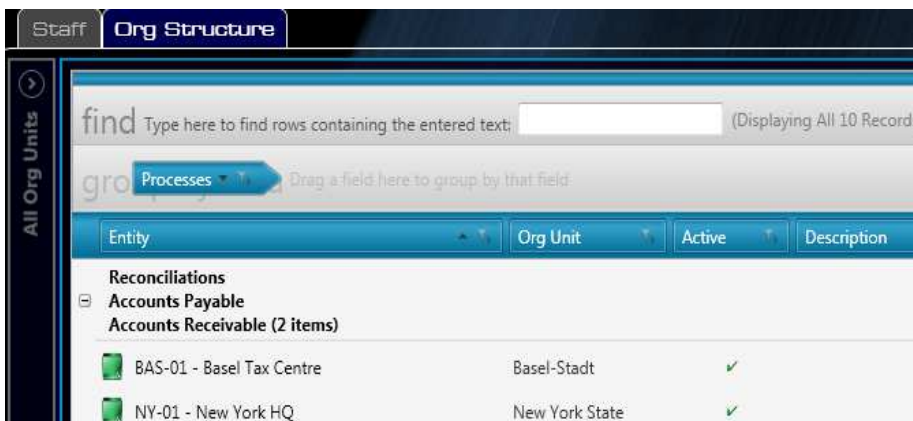 Staff Org Structure
All Org Units
find Type here to find rows containing the entered text: (Displaying All 10 Record
Processes Drag a field here to group by that field
Entity Org Unit Active Description
Reconciliations
Accounts Payable
Accounts Receivable (2 items)
BAS-01 - Basel Tax Centre Basel-Stadt
NY-01 - New York HQ New York State